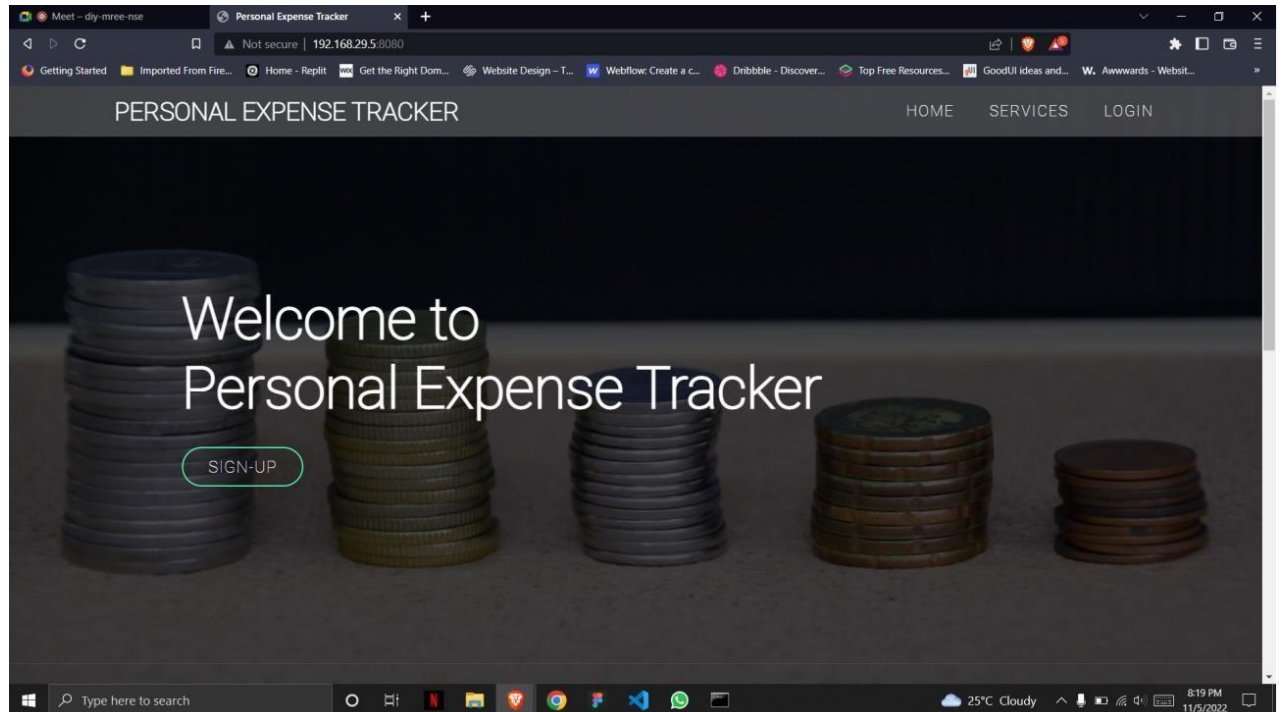 Meet – diy-mree-nse
Personal Expense Tracker
Not secure | 192.168.29.5:8080
Getting Started
Imported From Fire...
Home - Replit
Get the Right Dom...
Website Design – T...
Webflow: Create a c...
Dribbble - Discover...
Top Free Resources...
GoodUI ideas and...
W. Awwwards - Websit...
PERSONAL EXPENSE TRACKER
HOME
SERVICES
LOGIN
Welcome to
Personal Expense Tracker
SIGN-UP
Type here to search
25°C Cloudy
8:19 PM
11/5/2022